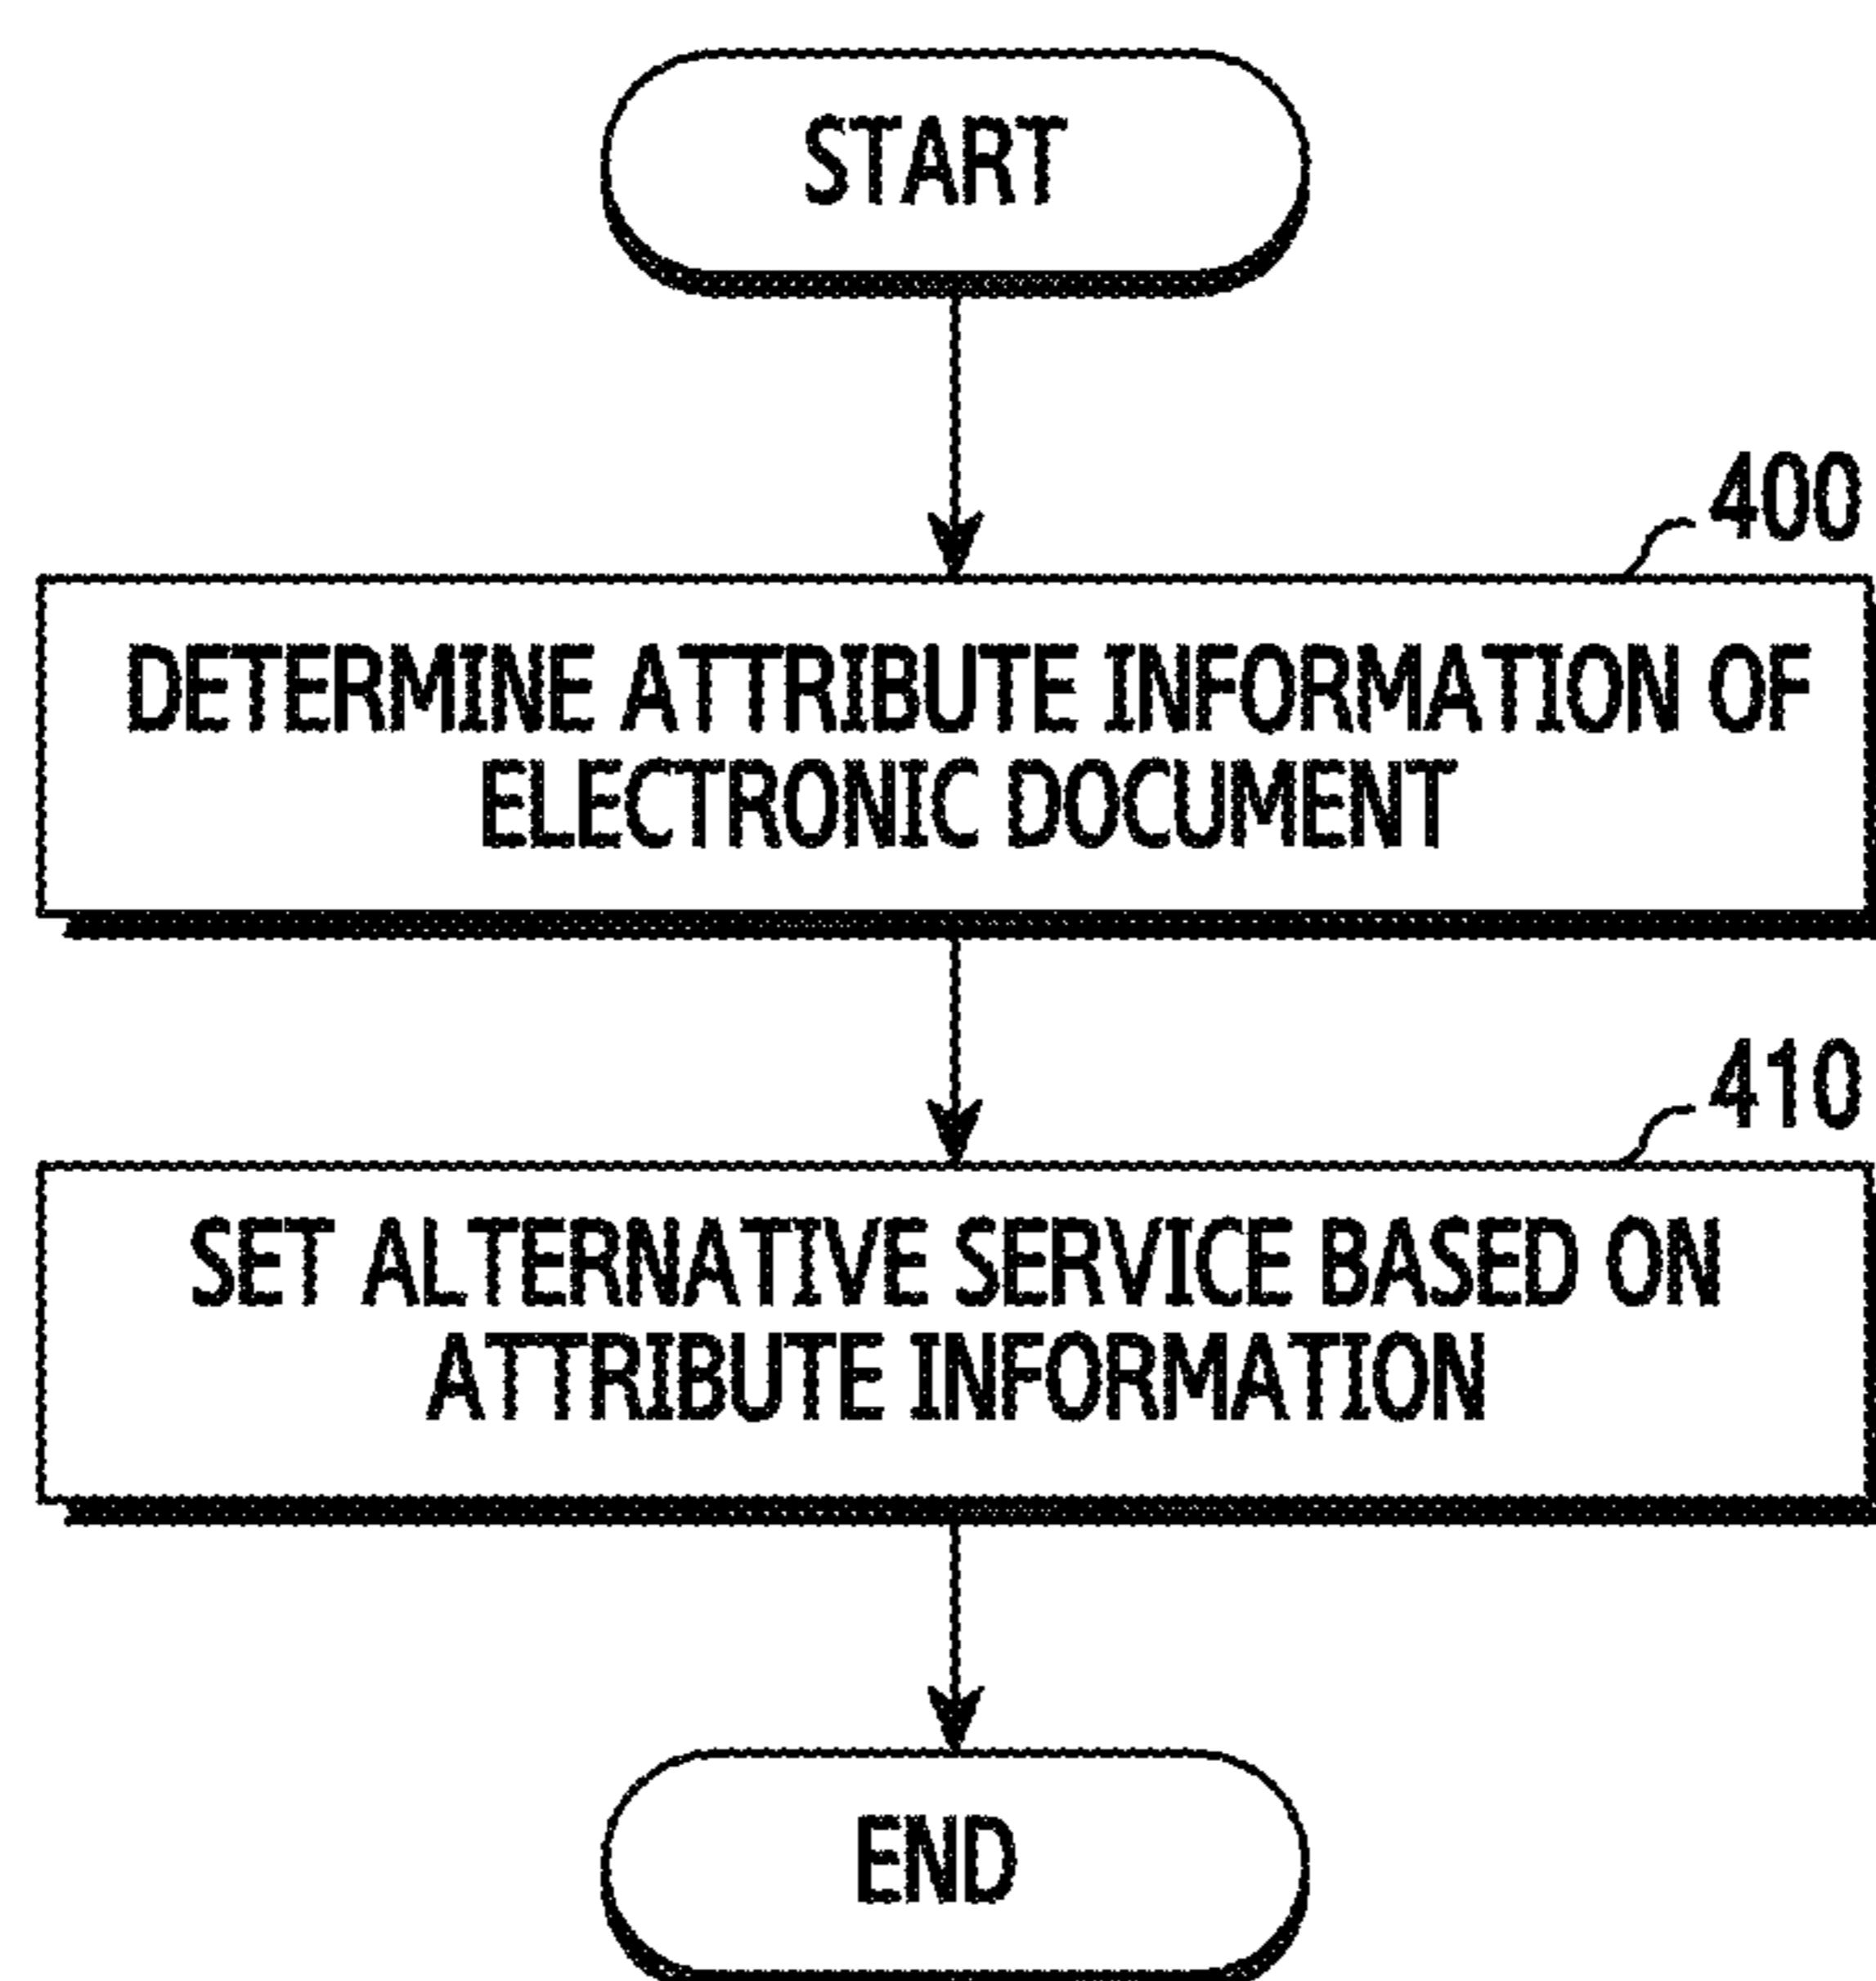 START
400
DETERMINE ATTRIBUTE INFORMATION OF
ELECTRONIC DOCUMENT
410
SET ALTERNATIVE SERVICE BASED ON
ATTRIBUTE INFORMATION
END